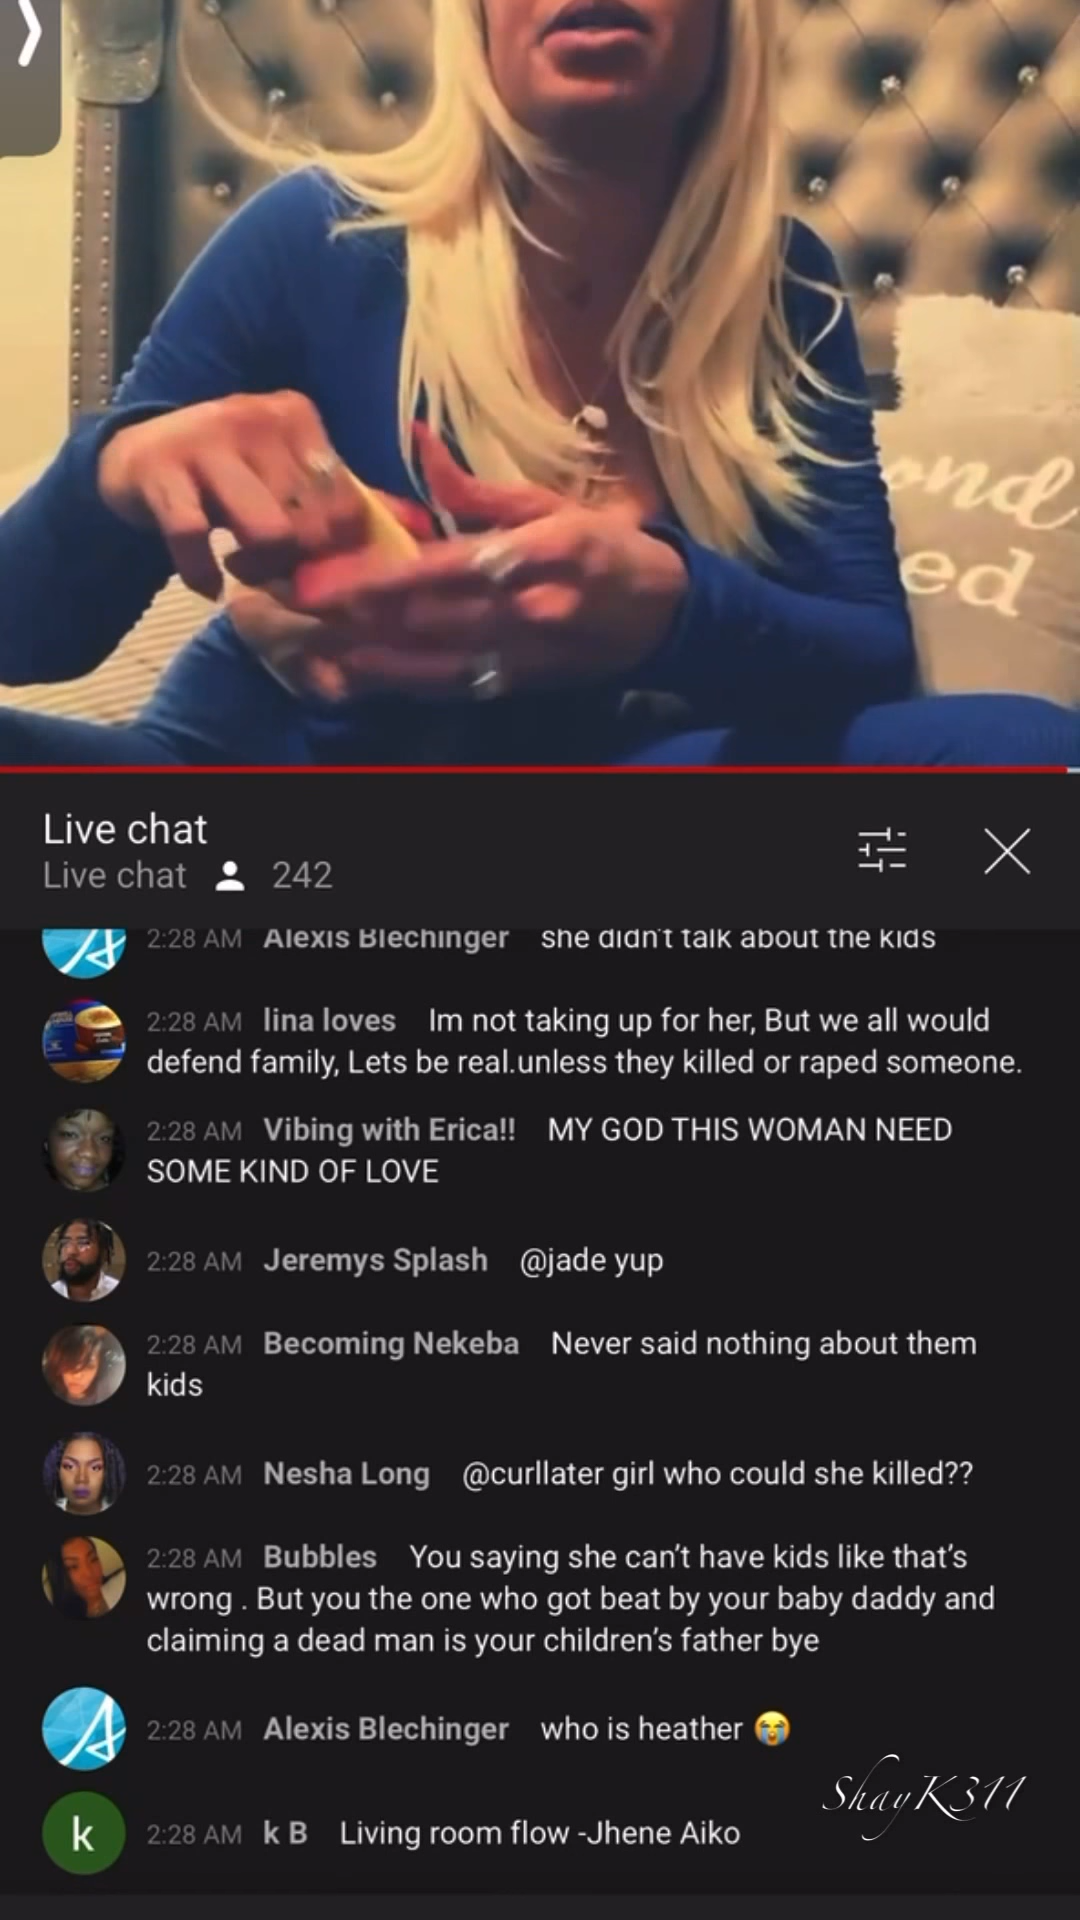 ond
ed
Live chat
Live chat 242
2:28 AM Alexis Blechinger she didn't talk about the kids
2:28 AM lina loves Im not taking up for her, But we all would
defend family, Lets be real.unless they killed or raped someone.
2:28 AM Vibing with Erica!! MY GOD THIS WOMAN NEED
SOME KIND OF LOVE
2:28 AM Jeremys Splash @jade yup
2:28 AM Becoming Nekeba Never said nothing about them
kids
2:28 AM Nesha Long @curllater girl who could she killed??
2:28 AM Bubbles You saying she can't have kids like that's
wrong . But you the one who got beat by your baby daddy and
claiming a dead man is your children's father bye
2:28 AM Alexis Blechinger who is heather 😭
ShayK311
k 2:28 AM k B Living room flow -Jhene Aiko